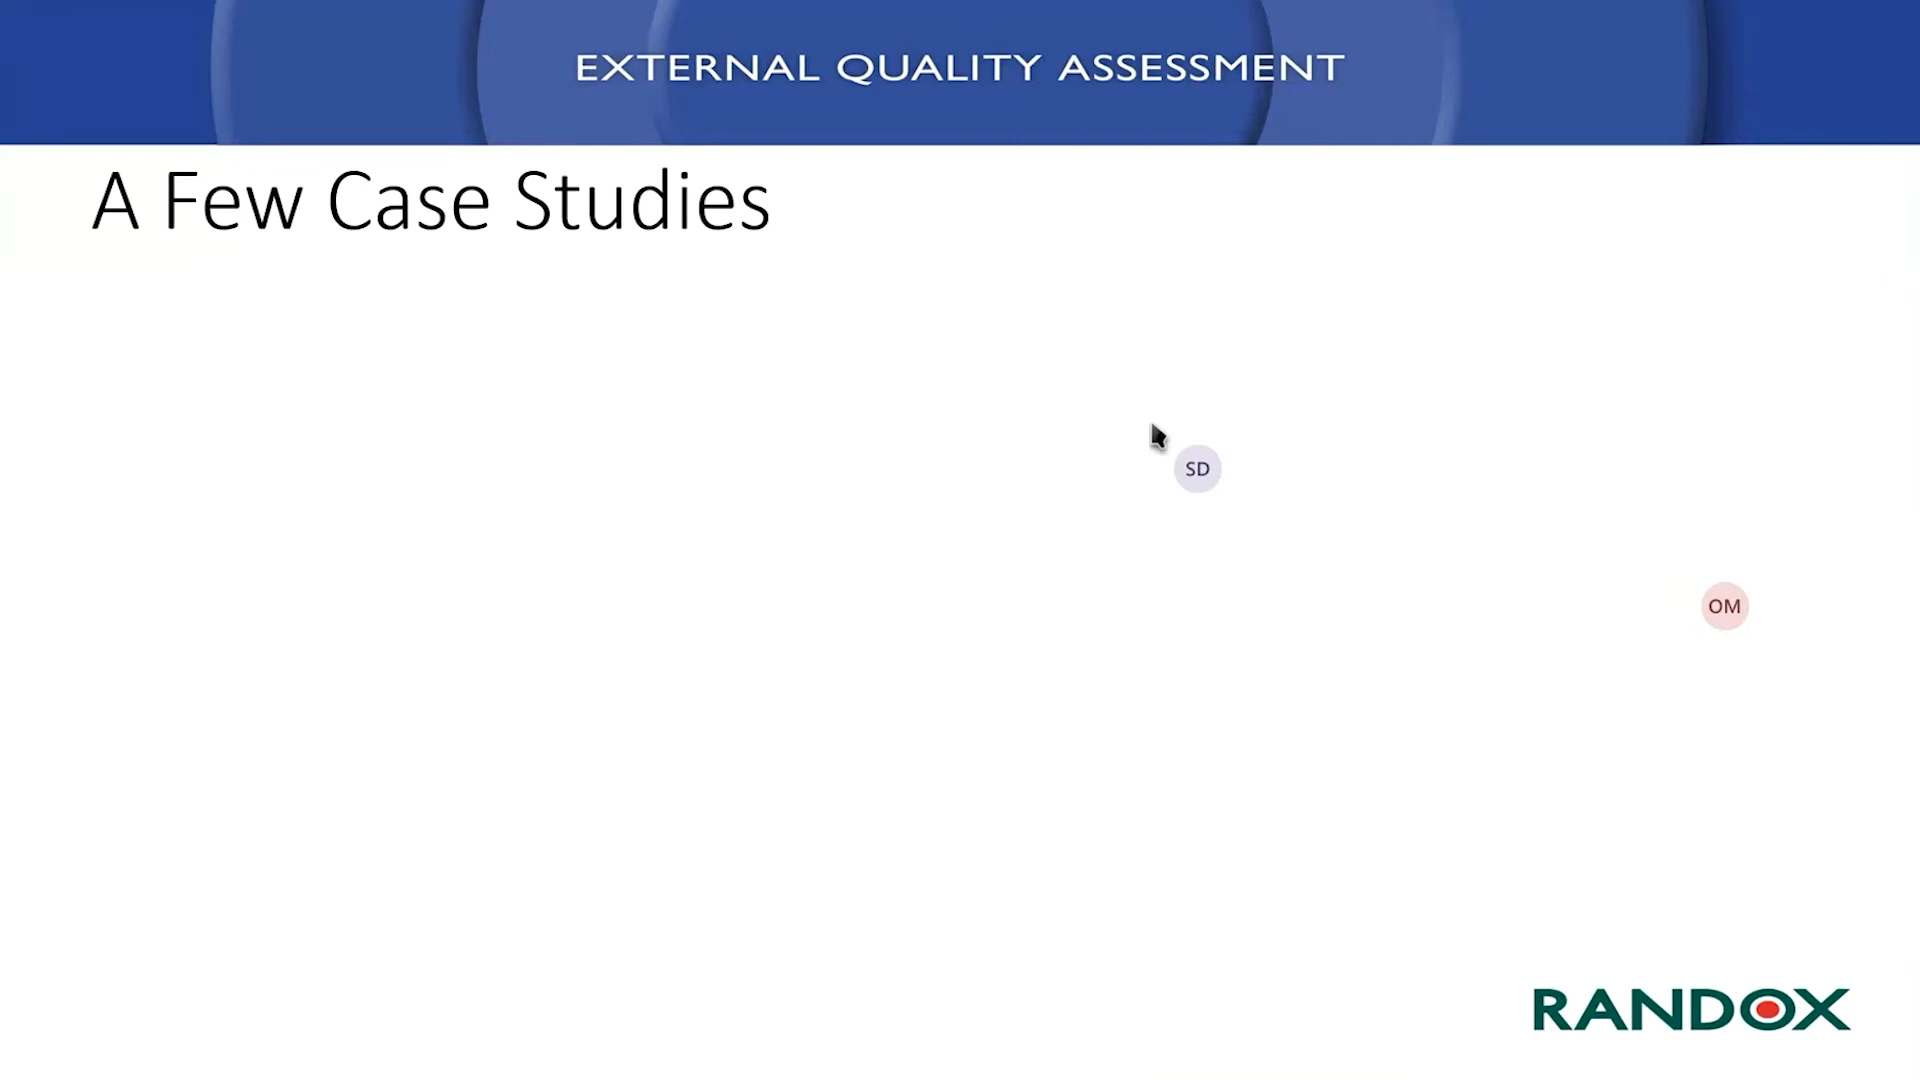 EXTERNAL QUALITY ASSESSMENT
A Few Case Studies
SD
OM
RANDOX